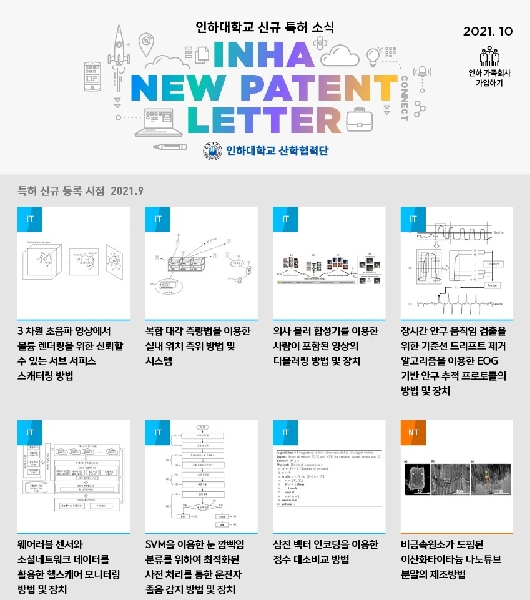 인하대학교 신규 특허 소식
INHA
NEW PATENT
LETTER
CONNECT
인하대학교 산학협력단
2021. 10
인하 가족회사
가입하기
특허 신규 등록 시점 2021.9
IT
3 차원 초음파 영상에서
볼륨 렌더링을 위한 신뢰할
수 있는 서브 서피스
스캐터링 방법
IT
복합 대각 측량법을 이용한
실내 위치 측위 방법 및
시스템
IT
의사-블러 합성기를 이용한
사람이 포함된 영상의
디블러링 방법 및 장치
IT
장시간 안구 움직임 검출을
위한 기준선 드리프트 제거
알고리즘을 이용한 EOG
기반 안구 추적 프로토콜의
방법 및 장치
IT
웨어러블 센서와
소셜네트워크 데이터를
활용한 헬스케어 모니터링
방법 및 장치
IT
SVM을 이용한 눈 깜빡임
분류를 위하여 최적화된
사전 처리를 통한 운전자
졸음 감지 방법 및 장치
IT
삼진 벡터 인코딩을 이용한
정수 대소비교 방법
NT
비금속원소가 도핑된
이산화타이타늄 나노튜브
분말의 제조방법